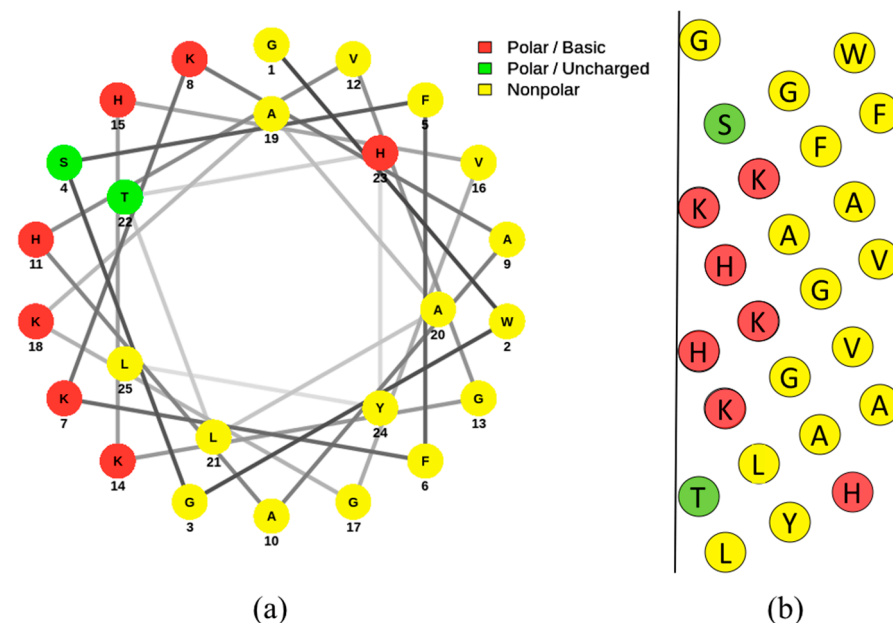 G
1
V
12
F
5
V
16
A
9
W
2
G
13
F
6
G
17
A
10
G
3
K
14
K
7
K
18
H
11
S
4
H
15
K
8
A
19
H
23
A
20
Y
24
L
21
L
25
T
22
Polar / Basic
Polar / Uncharged
Nonpolar
(a)
G
W
G
F
S
F
K
A
K
A
V
H
G
K
V
H
G
A
K
A
L
H
T
Y
L
(b)